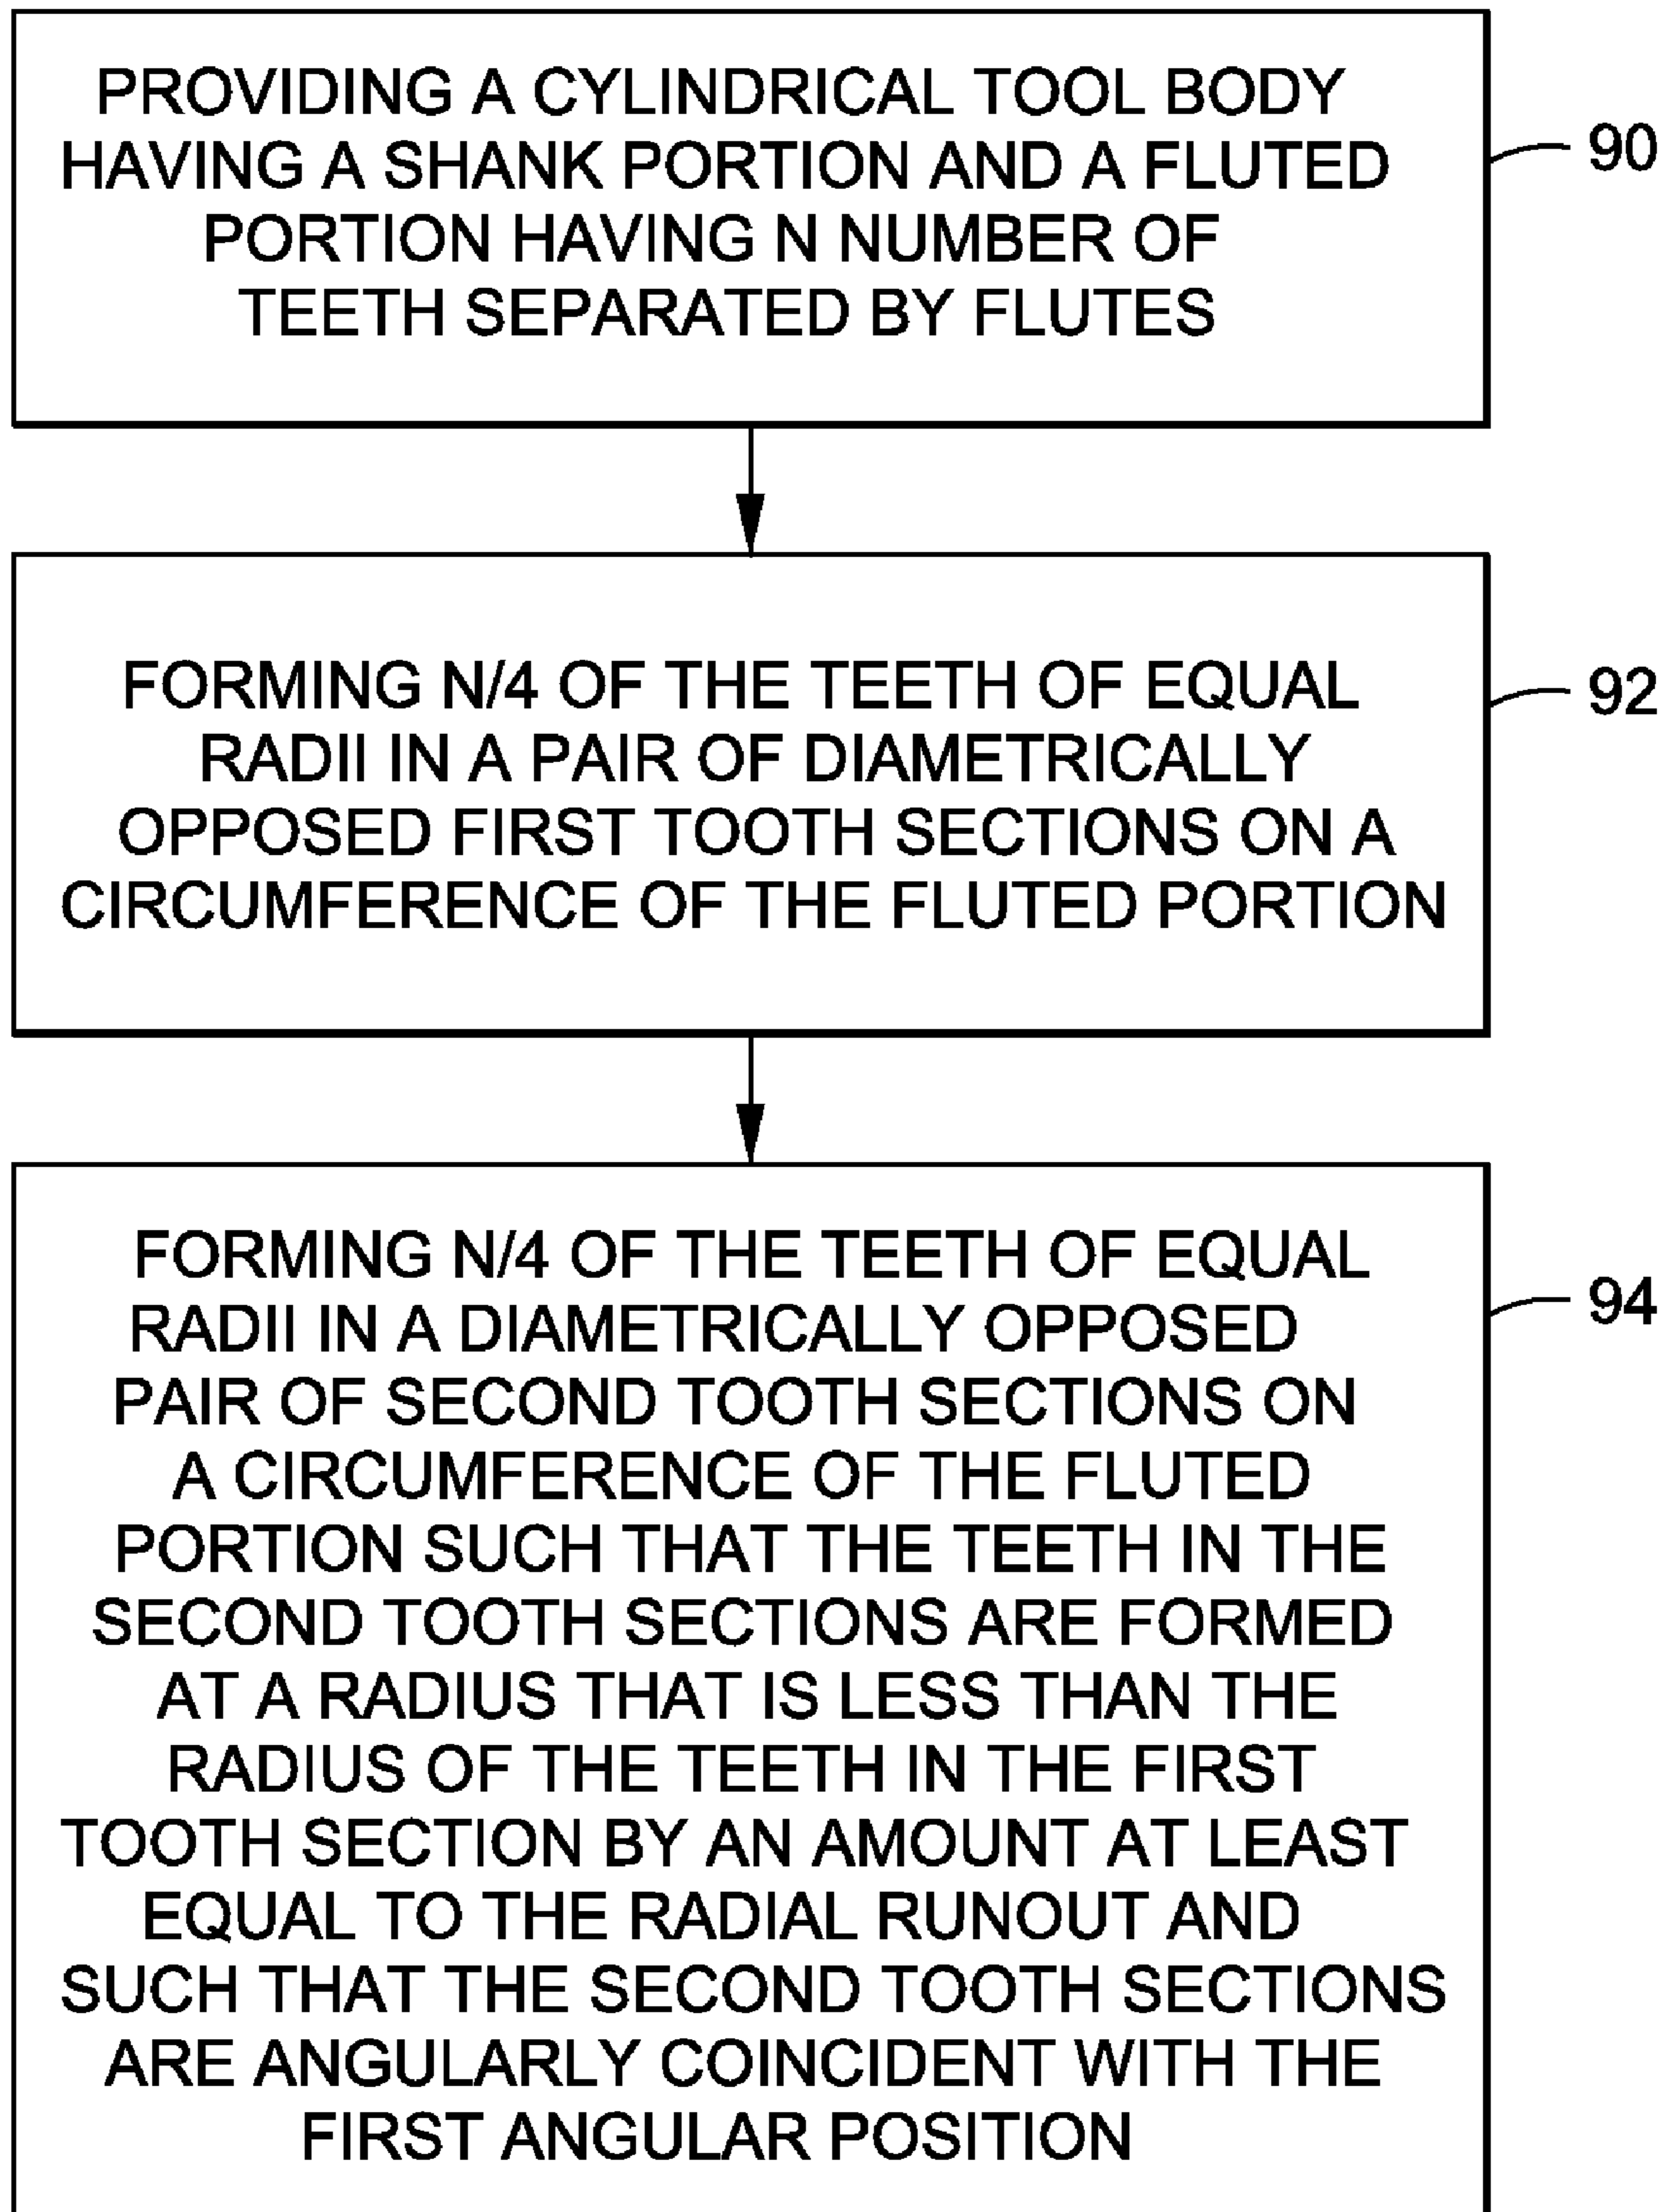 PROVIDING A CYLINDRICAL TOOL BODY
HAVING A SHANK PORTION AND A FLUTED
PORTION HAVING N NUMBER OF
TEETH SEPARATED BY FLUTES
90
FORMING N/4 OF THE TEETH OF EQUAL
RADII IN A PAIR OF DIAMETRICALLY
OPPOSED FIRST TOOTH SECTIONS ON A
CIRCUMFERENCE OF THE FLUTED PORTION
92
FORMING N/4 OF THE TEETH OF EQUAL
RADII IN A DIAMETRICALLY OPPOSED
PAIR OF SECOND TOOTH SECTIONS ON
A CIRCUMFERENCE OF THE FLUTED
PORTION SUCH THAT THE TEETH IN THE
SECOND TOOTH SECTIONS ARE FORMED
AT A RADIUS THAT IS LESS THAN THE
RADIUS OF THE TEETH IN THE FIRST
TOOTH SECTION BY AN AMOUNT AT LEAST
EQUAL TO THE RADIAL RUNOUT AND
SUCH THAT THE SECOND TOOTH SECTIONS
ARE ANGULARLY COINCIDENT WITH THE
FIRST ANGULAR POSITION
94